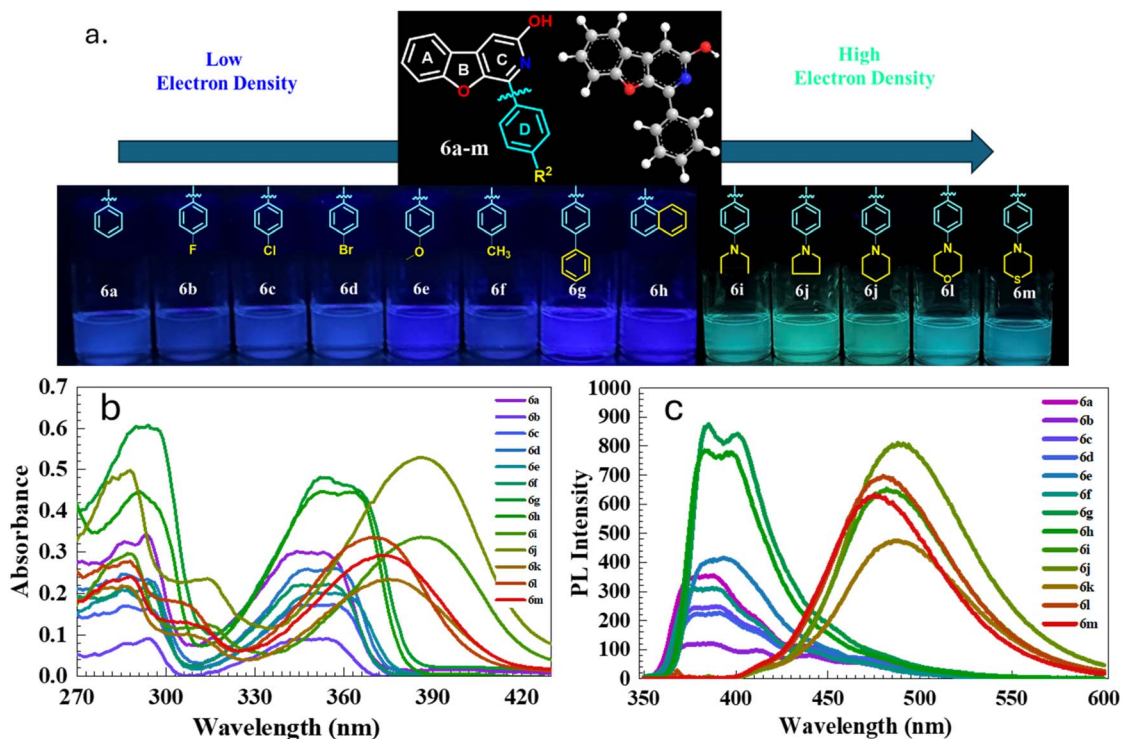 a.
Low
Electron Density
OH
A
B
C
N
O
D
6a-m
R²
High
Electron Density
F
Cl
Br
O
CH₃
N
N
N
N
O
N
S
6a
6b
6c
6d
6e
6f
6g
6h
6i
6j
6j
6l
6m
b
0.7
0.6
0.5
0.4
0.3
0.2
0.1
0.0
Absorbance
270
300
330
360
390
420
Wavelength (nm)
6a
6b
6c
6d
6e
6f
6g
6h
6i
6j
6k
6l
6m
c
1000
900
800
700
600
500
400
300
200
100
0
PL Intensity
350
400
450
500
550
600
Wavelength (nm)
6a
6b
6c
6d
6e
6f
6g
6h
6i
6j
6k
6l
6m